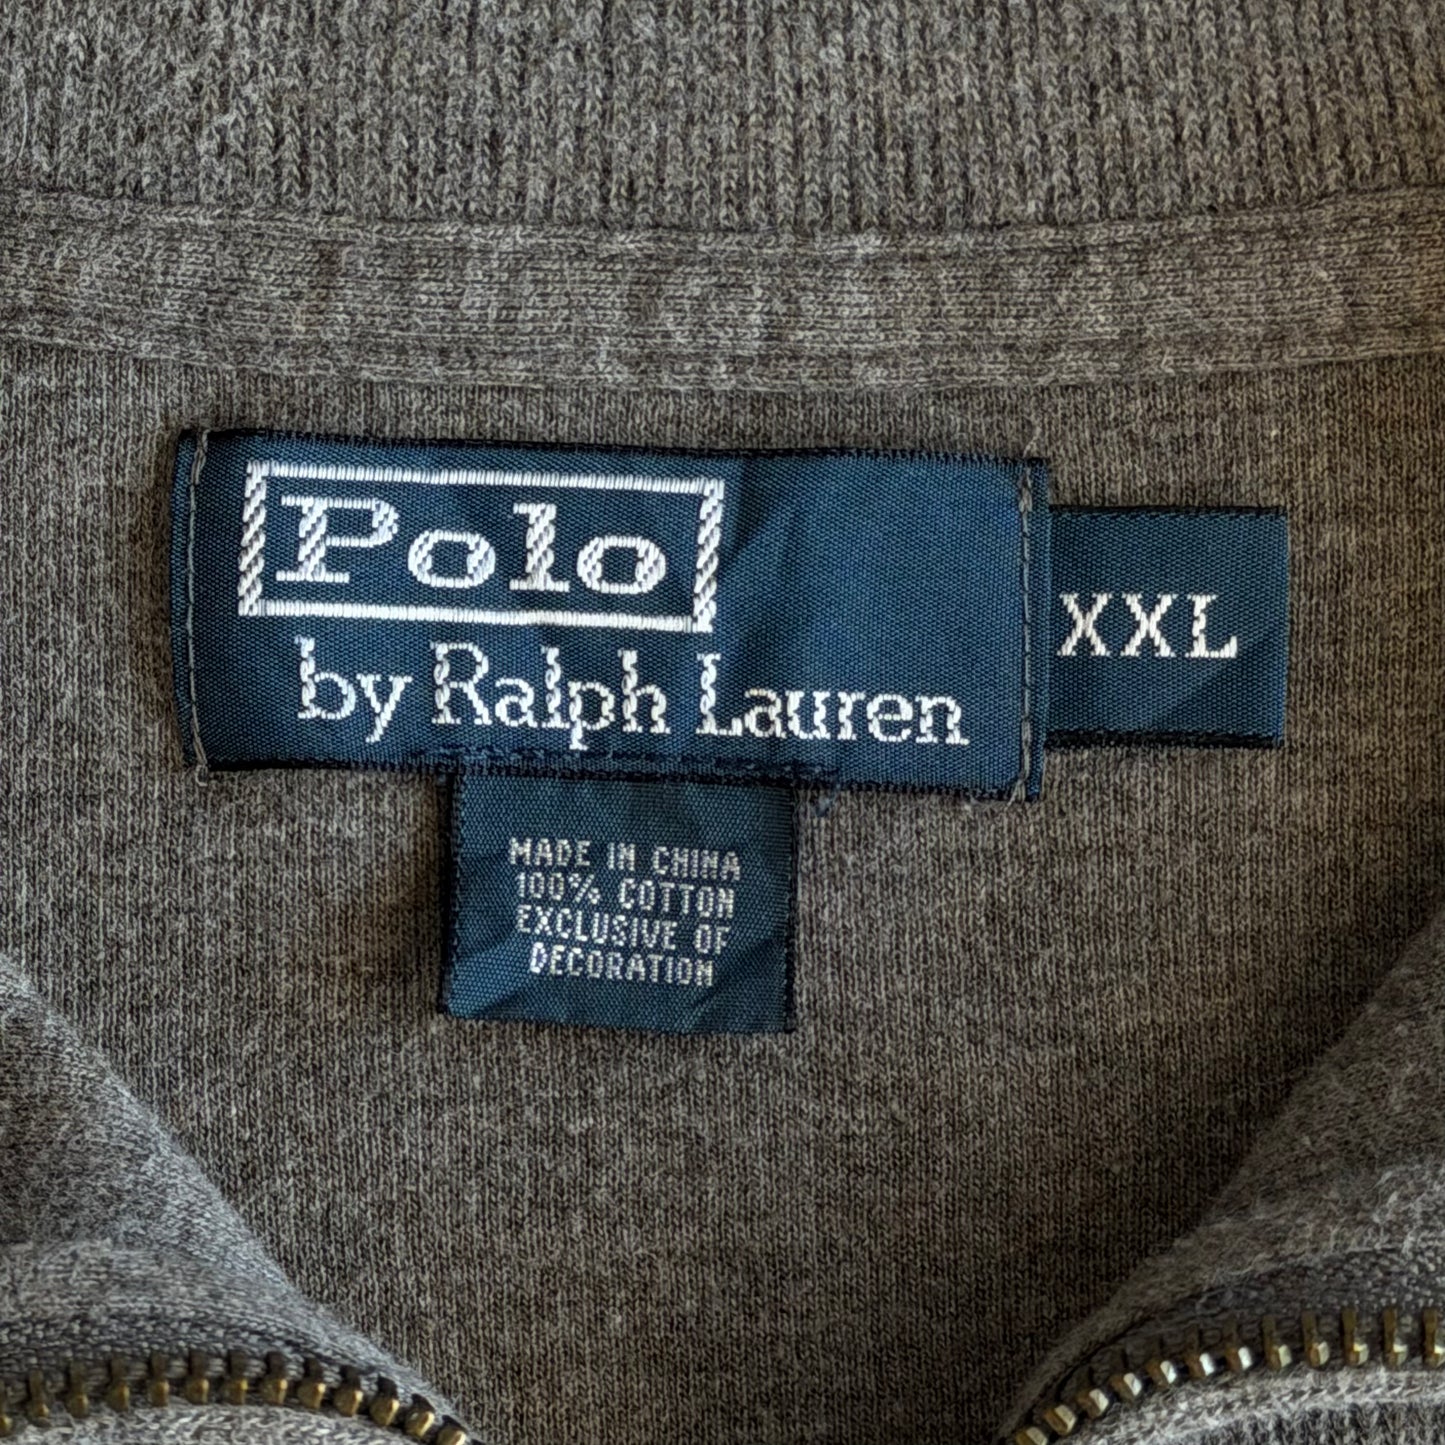 Polo
by Ralph Lauren
XXL
MADE IN CHINA
100% COTTON
EXCLUSIVE OF
DECORATION